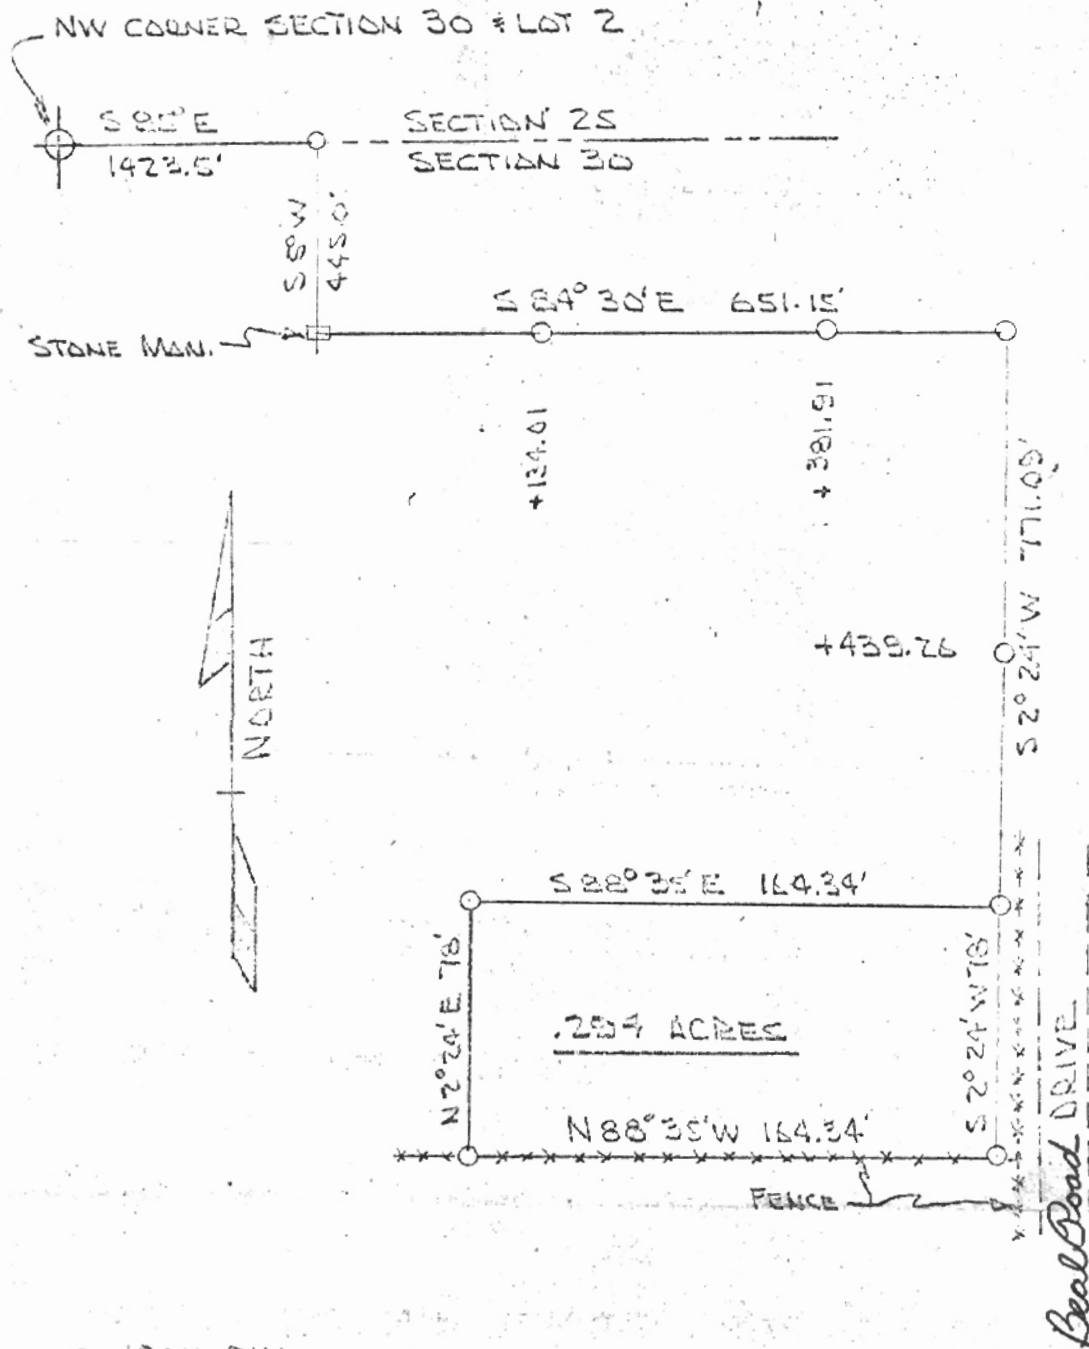 NW CORNER SECTION 30 & LOT 2
S 85° E
1423.5'
SECTION 25
SECTION 30
S 8° W
445.0'
S 84° 30' E 651.15'
STONE MON.
+134.01
+381.91
S 2° 24' W 771.09'
+439.26
NORTH
S 88° 35' E 164.34'
N 2° 24' E 78'
S 2° 24' W 78'
.294 ACRES
N 88° 35' W 164.34'
FENCE
Beal Road DRIVE